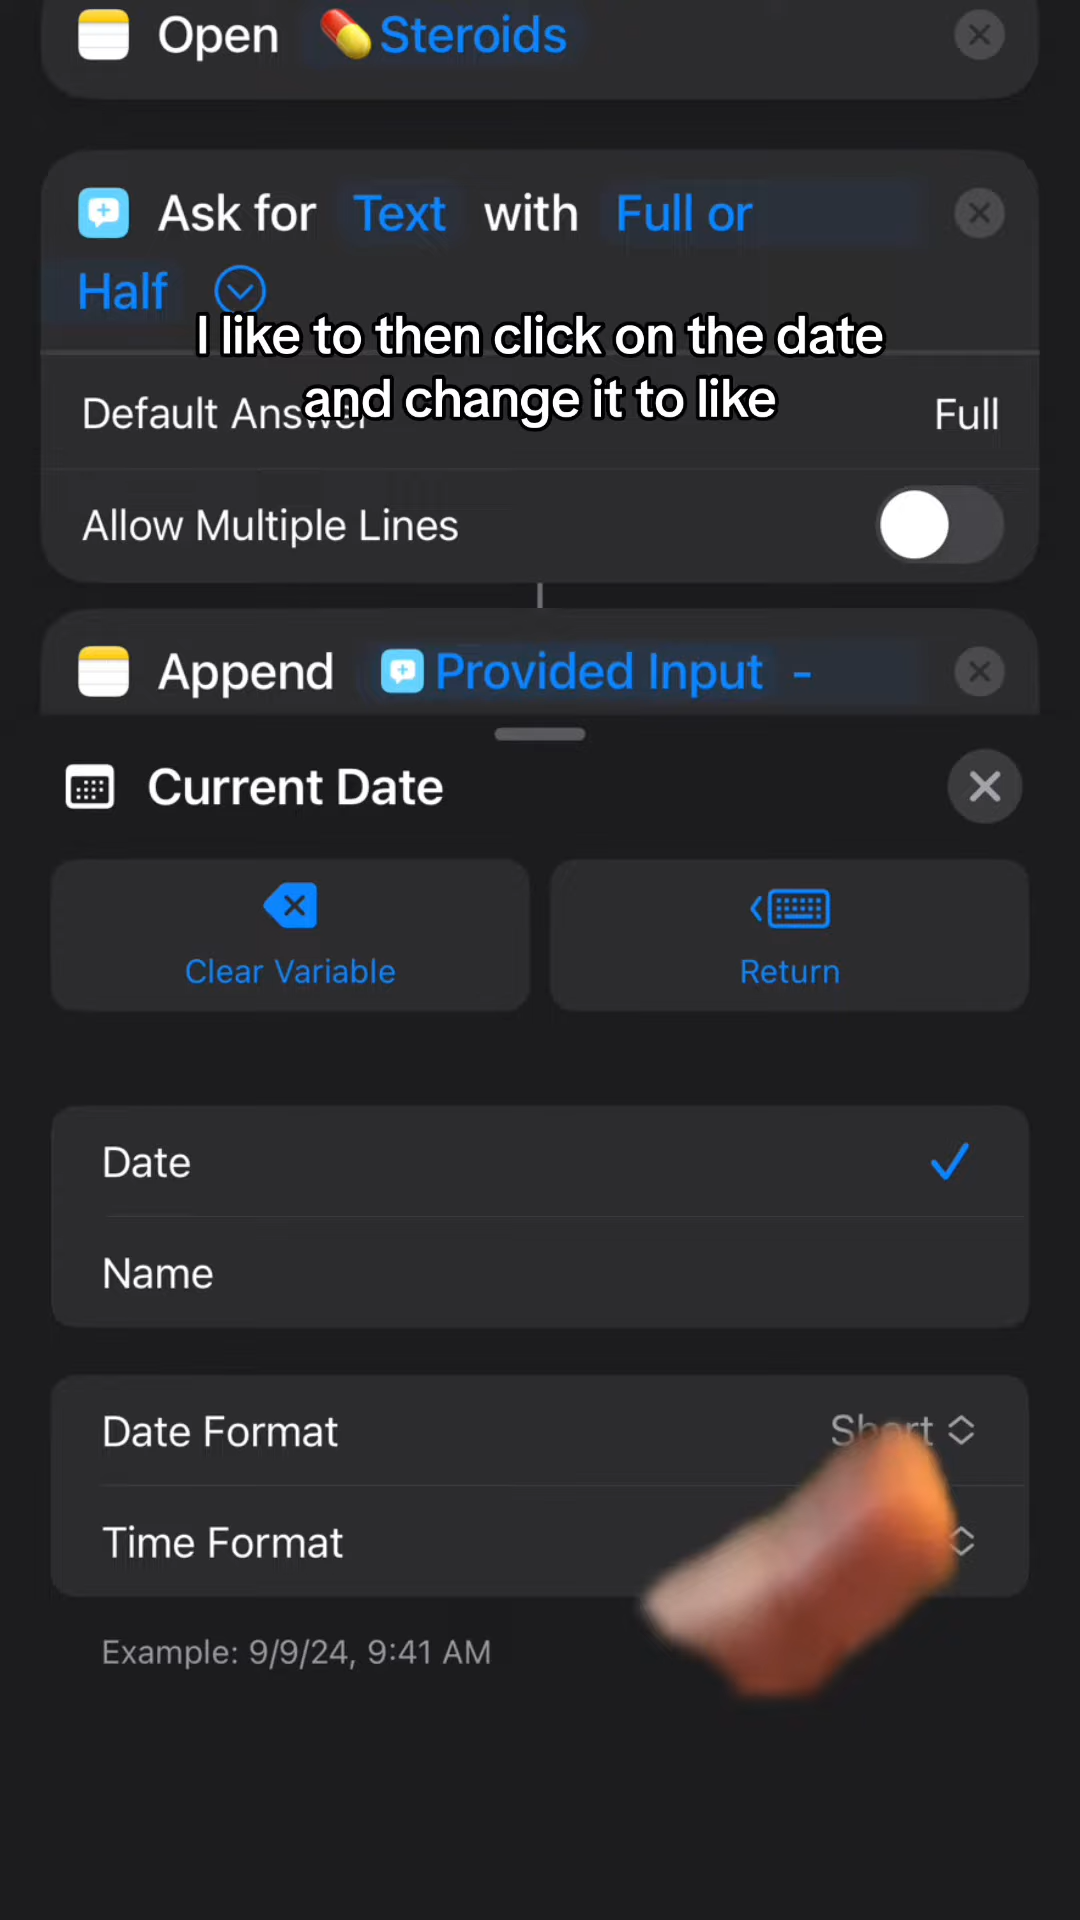 Open Steroids
Ask for Text with Full or
Half
I like to then click on the date
and change it to like
Default Answer
Full
Allow Multiple Lines
Append Provided Input -
Current Date
Clear Variable
Return
Date
Name
Date Format
Short
Time Format
Example: 9/9/24, 9:41 AM